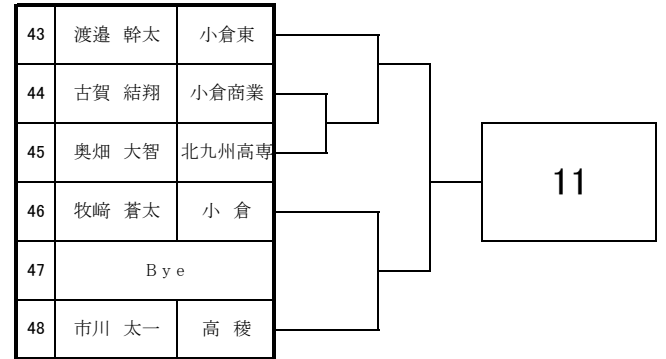 43 渡邉 幹太 小倉東
44 古賀 結翔 小倉商業
45 奥畑 大智 北九州高専
46 牧﨑 蒼太 小 倉
47 Bye
48 市川 太一 高 稜
11